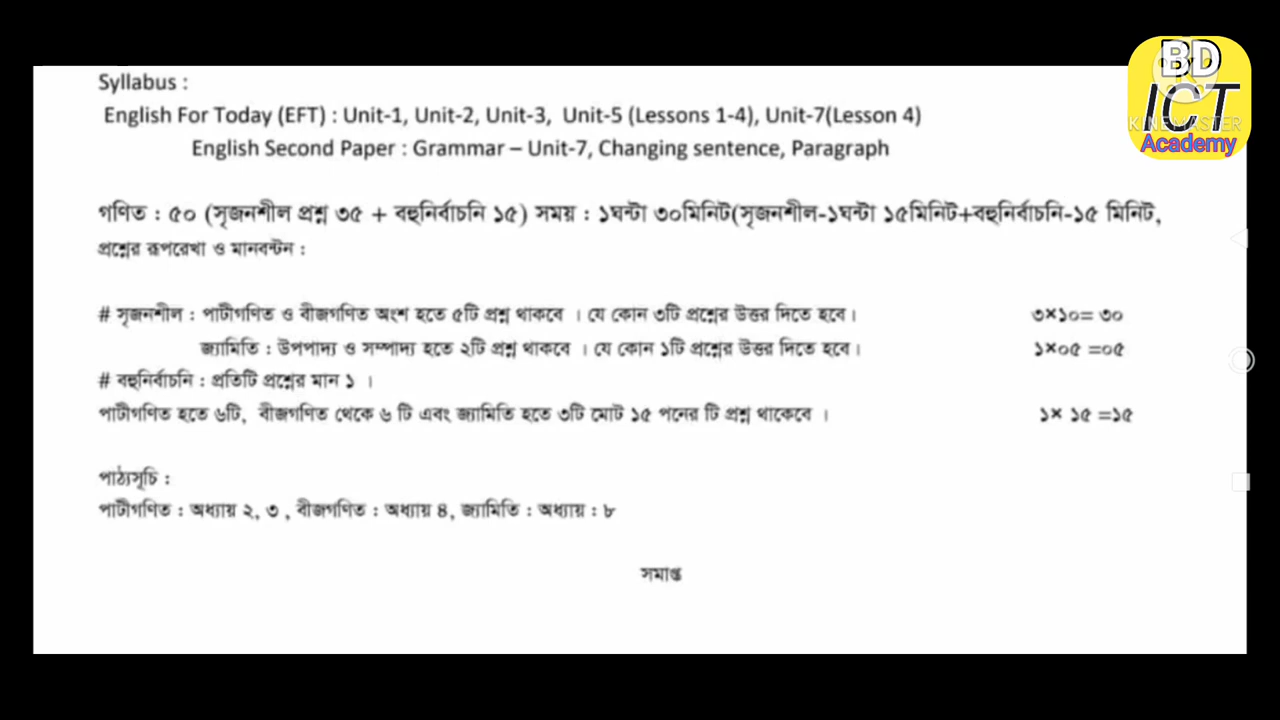 Syllabus :
English For Today (EFT) : Unit-1, Unit-2, Unit-3, Unit-5 (Lessons 1-4), Unit-7(Lesson 4)
English Second Paper : Grammar – Unit-7, Changing sentence, Paragraph
গণিত : ৫০ (সৃজনশীল প্রশ্ন ৩৫ + বহুনির্বাচনি ১৫) সময় : ১ঘন্টা ৩০মিনিট(সৃজনশীল-১ঘন্টা ১৫মিনিট+বহুনির্বাচনি-১৫ মিনিট,
প্রশ্নের রূপরেখা ও মানবন্টন :
# সৃজনশীল : পাটীগণিত ও বীজগণিত অংশ হতে ৫টি প্রশ্ন থাকবে । যে কোন ৩টি প্রশ্নের উত্তর দিতে হবে। ৩×১০= ৩০
জ্যামিতি : উপপাদ্য ও সম্পাদ্য হতে ২টি প্রশ্ন থাকবে । যে কোন ১টি প্রশ্নের উত্তর দিতে হবে। ১×০৫ =০৫
# বহুনির্বাচনি : প্রতিটি প্রশ্নের মান ১ ।
পাটীগণিত হতে ৬টি, বীজগণিত থেকে ৬ টি এবং জ্যামিতি হতে ৩টি মোট ১৫ পনের টি প্রশ্ন থাকেবে । ১× ১৫ =১৫
পাঠ্যসূচি :
পাটীগণিত : অধ্যায় ২, ৩ , বীজগণিত : অধ্যায় ৪, জ্যামিতি : অধ্যায় : ৮
সমাপ্ত
BD
ICT
Academy
KINEMASTER